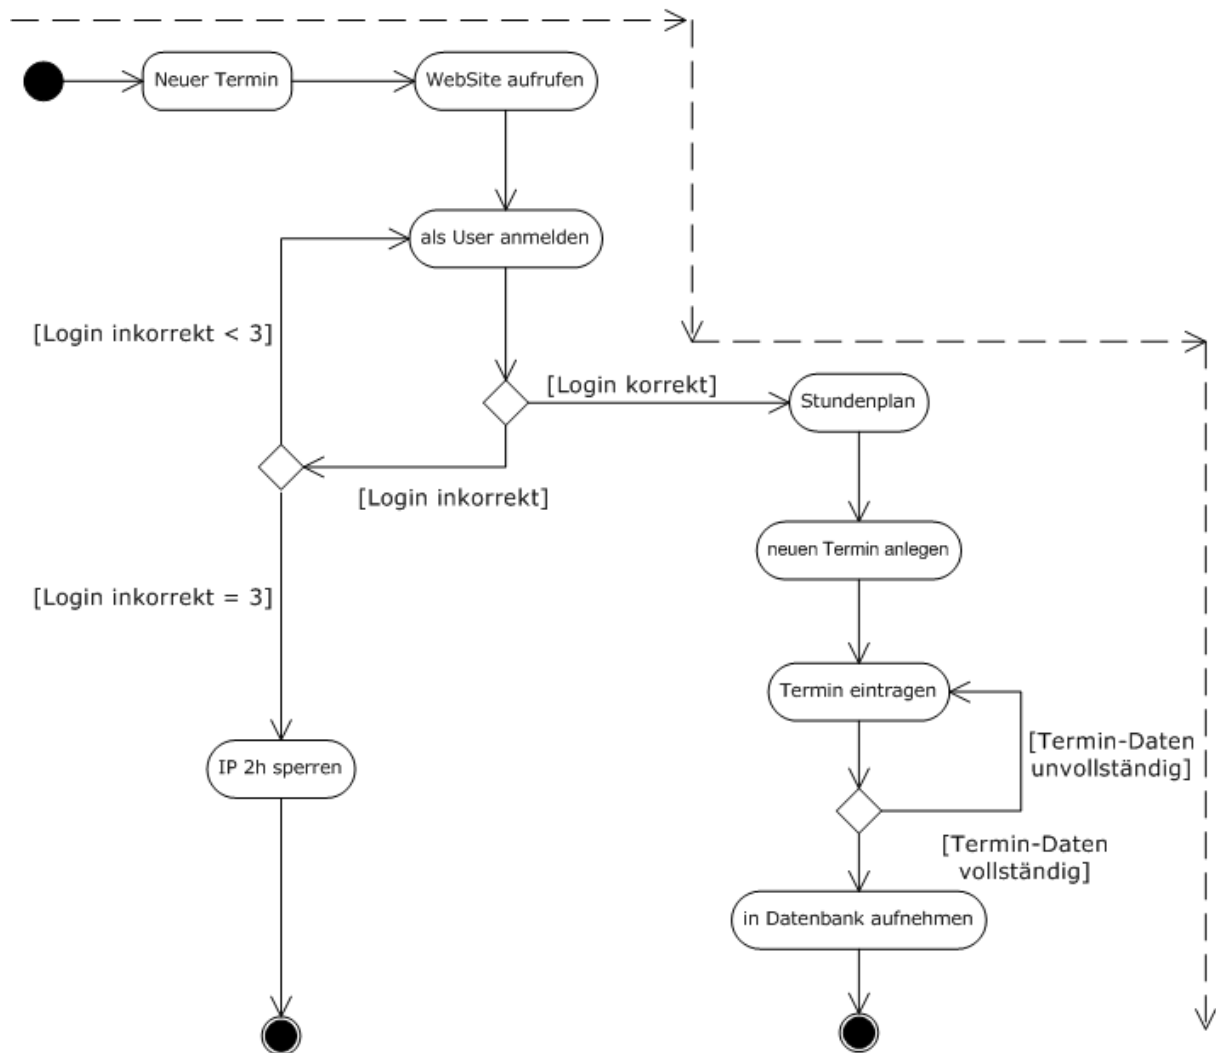 Neuer Termin
WebSite aufrufen
als User anmelden
[Login inkorrekt < 3]
[Login korrekt]
Stundenplan
[Login inkorrekt]
neuen Termin anlegen
[Login inkorrekt = 3]
Termin eintragen
[Termin-Daten
unvollständig]
IP 2h sperren
[Termin-Daten
vollständig]
in Datenbank aufnehmen